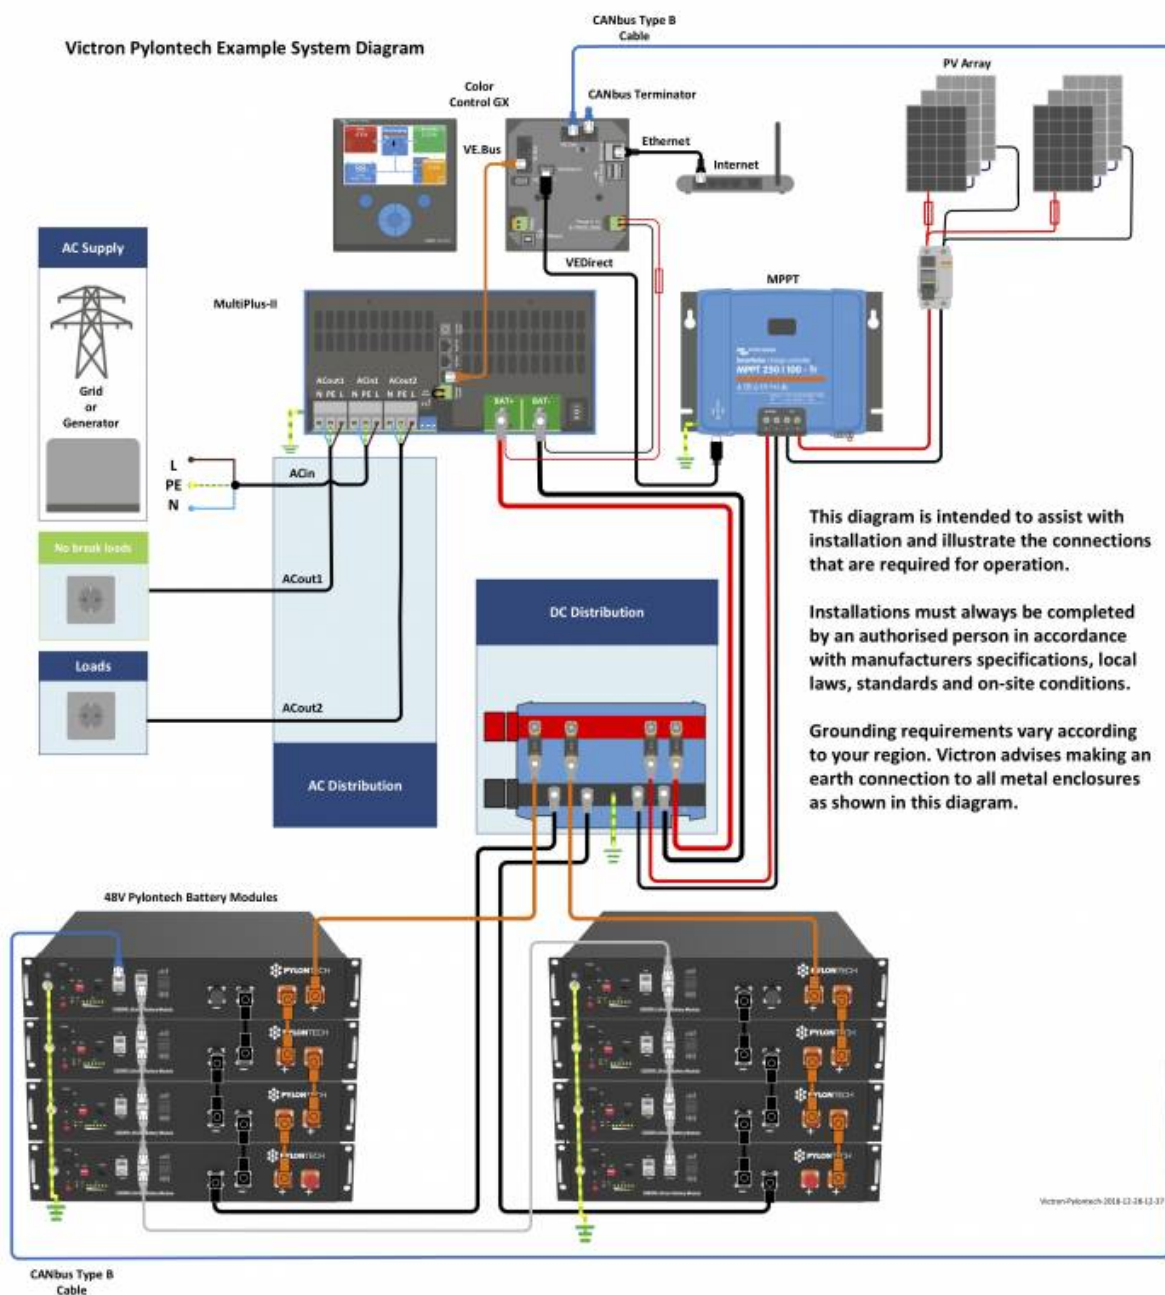 Victron Pylontech Example System Diagram
CANbus Type B
Cable
PV Array
Color
Control GX
CANbus Terminator
VE.Bus
Ethernet
Internet
VEDirect
AC Supply
Grid
or
Generator
MultiPlus-II
ACout1 ACin1 ACout2
N PE L N PE L N PE L
BAT+ BAT-
MPPT
MPPT 250 | 100 - Tr
L
PE
N
ACin
No break loads
ACout1
Loads
ACout2
AC Distribution
DC Distribution
This diagram is intended to assist with
installation and illustrate the connections
that are required for operation.
Installations must always be completed
by an authorised person in accordance
with manufacturers specifications, local
laws, standards and on-site conditions.
Grounding requirements vary according
to your region. Victron advises making an
earth connection to all metal enclosures
as shown in this diagram.
48V Pylontech Battery Modules
PYLONTECH
PYLONTECH
PYLONTECH
PYLONTECH
PYLONTECH
PYLONTECH
PYLONTECH
PYLONTECH
CANbus Type B
Cable